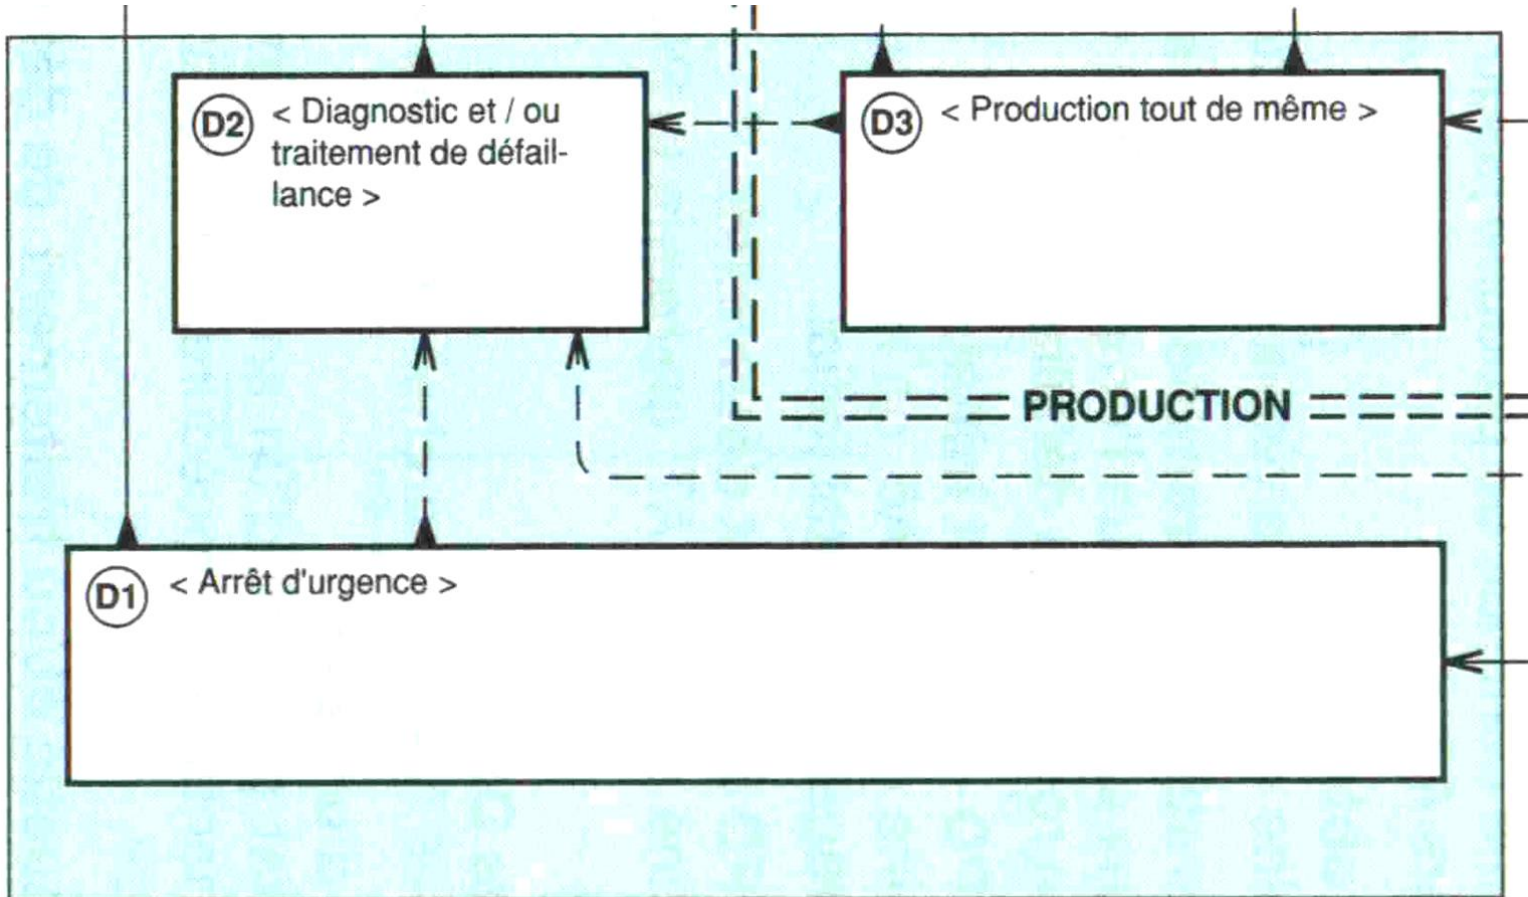 D2 < Diagnostic et / ou
traitement de défail-
lance >
D3 < Production tout de même >
PRODUCTION
D1 < Arrêt d'urgence >